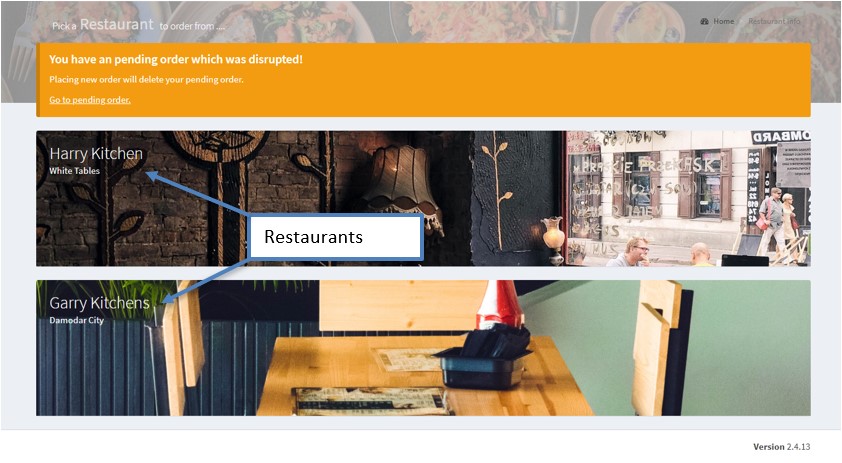 Pick a Restaurant to order from ....
Home
Restaurant Info
You have an pending order which was disrupted!
Placing new order will delete your pending order.
Go to pending order.
Harry Kitchen
White Tables
Restaurants
Garry Kitchens
Damodar City
Version 2.4.13